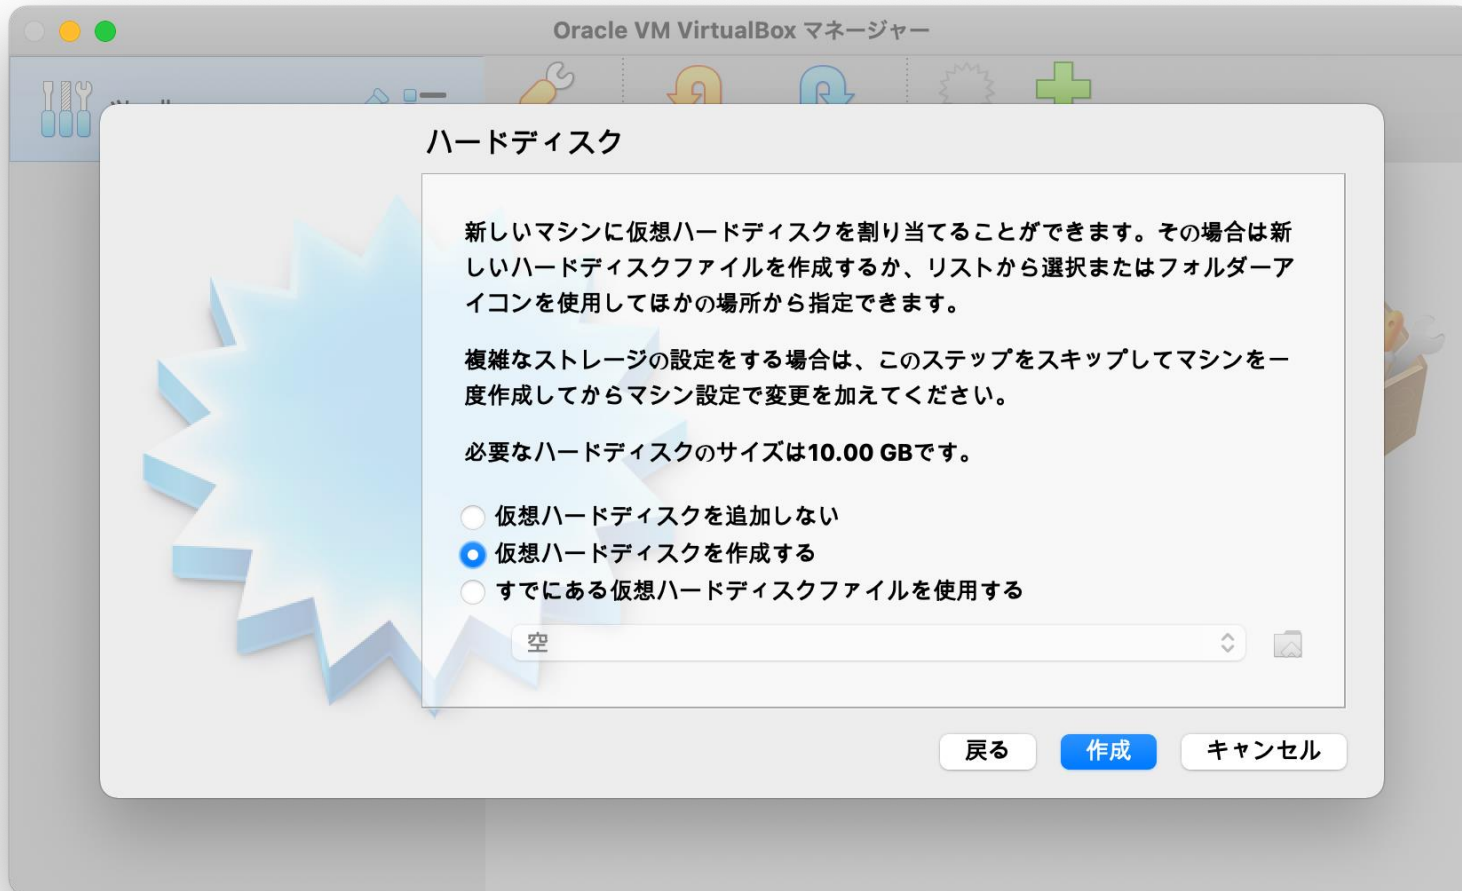 Oracle VM VirtualBox マネージャー
ハードディスク
新しいマシンに仮想ハードディスクを割り当てることができます。その場合は新
しいハードディスクファイルを作成するか、リストから選択またはフォルダーア
イコンを使用してほかの場所から指定できます。
複雑なストレージの設定をする場合は、このステップをスキップしてマシンを一
度作成してからマシン設定で変更を加えてください。
必要なハードディスクのサイズは10.00 GBです。
仮想ハードディスクを追加しない
仮想ハードディスクを作成する
すでにある仮想ハードディスクファイルを使用する
空
戻る 作成 キャンセル